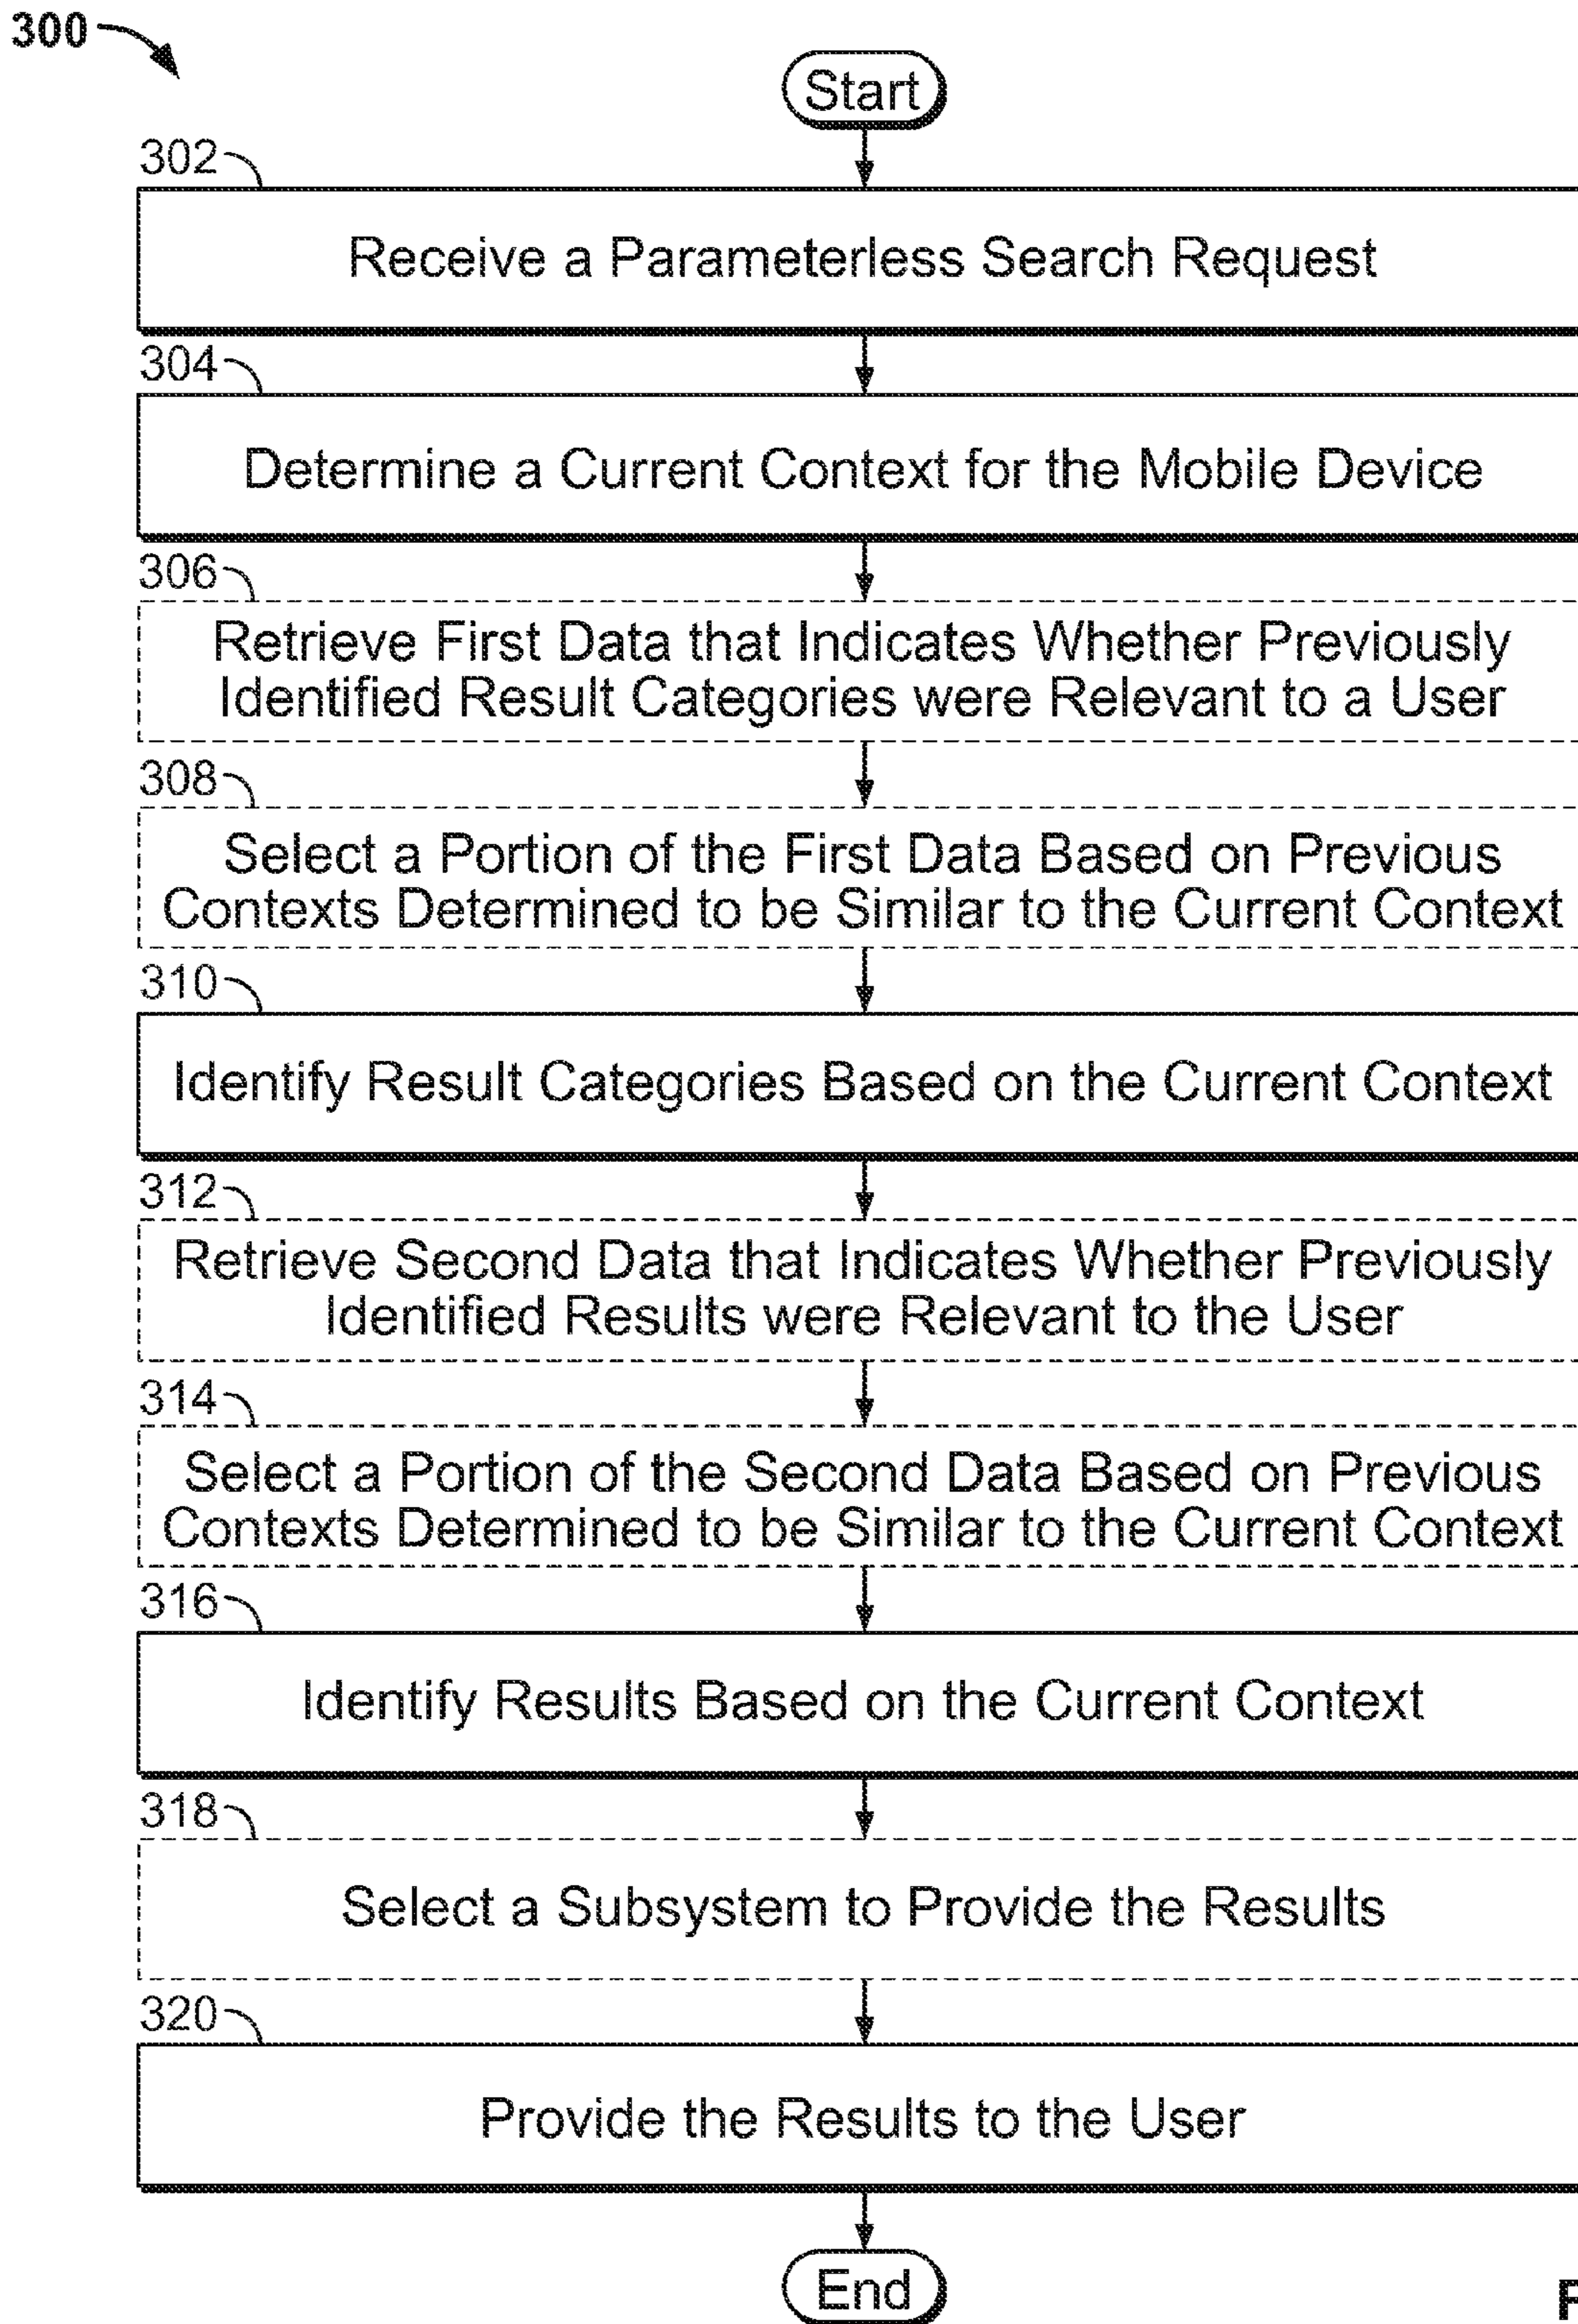 300
Start
302
Receive a Parameterless Search Request
304
Determine a Current Context for the Mobile Device
306
Retrieve First Data that Indicates Whether Previously
Identified Result Categories were Relevant to a User
308
Select a Portion of the First Data Based on Previous
Contexts Determined to be Similar to the Current Context
310
Identify Result Categories Based on the Current Context
312
Retrieve Second Data that Indicates Whether Previously
Identified Results were Relevant to the User
314
Select a Portion of the Second Data Based on Previous
Contexts Determined to be Similar to the Current Context
316
Identify Results Based on the Current Context
318
Select a Subsystem to Provide the Results
320
Provide the Results to the User
End